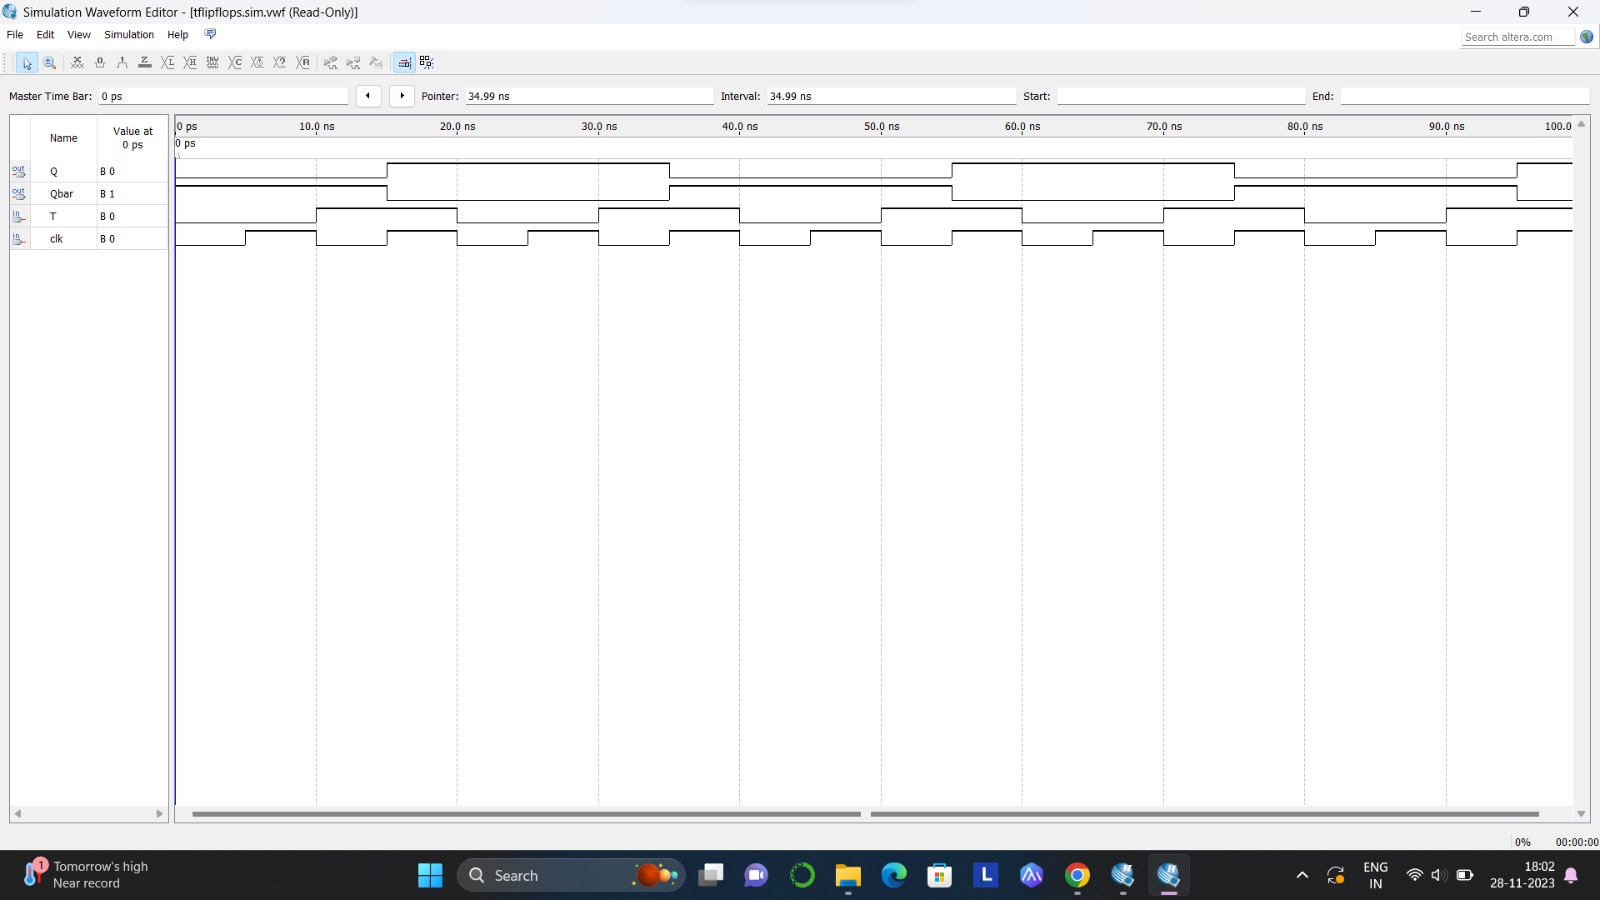 Simulation Waveform Editor - [tflipflops.sim.vwf (Read-Only)]
File Edit View Simulation Help
Search altera.com
Master Time Bar: 0 ps Pointer: 34.99 ns Interval: 34.99 ns Start: End:
Name Value at 0 ps
0 ps 10.0 ns 20.0 ns 30.0 ns 40.0 ns 50.0 ns 60.0 ns 70.0 ns 80.0 ns 90.0 ns 100.0
0 ps
out Q B 0
out Qbar B 1
in T B 0
in clk B 0
0% 00:00:00
1 Tomorrow's high
Near record
Search
L
ENG
IN
18:02
28-11-2023